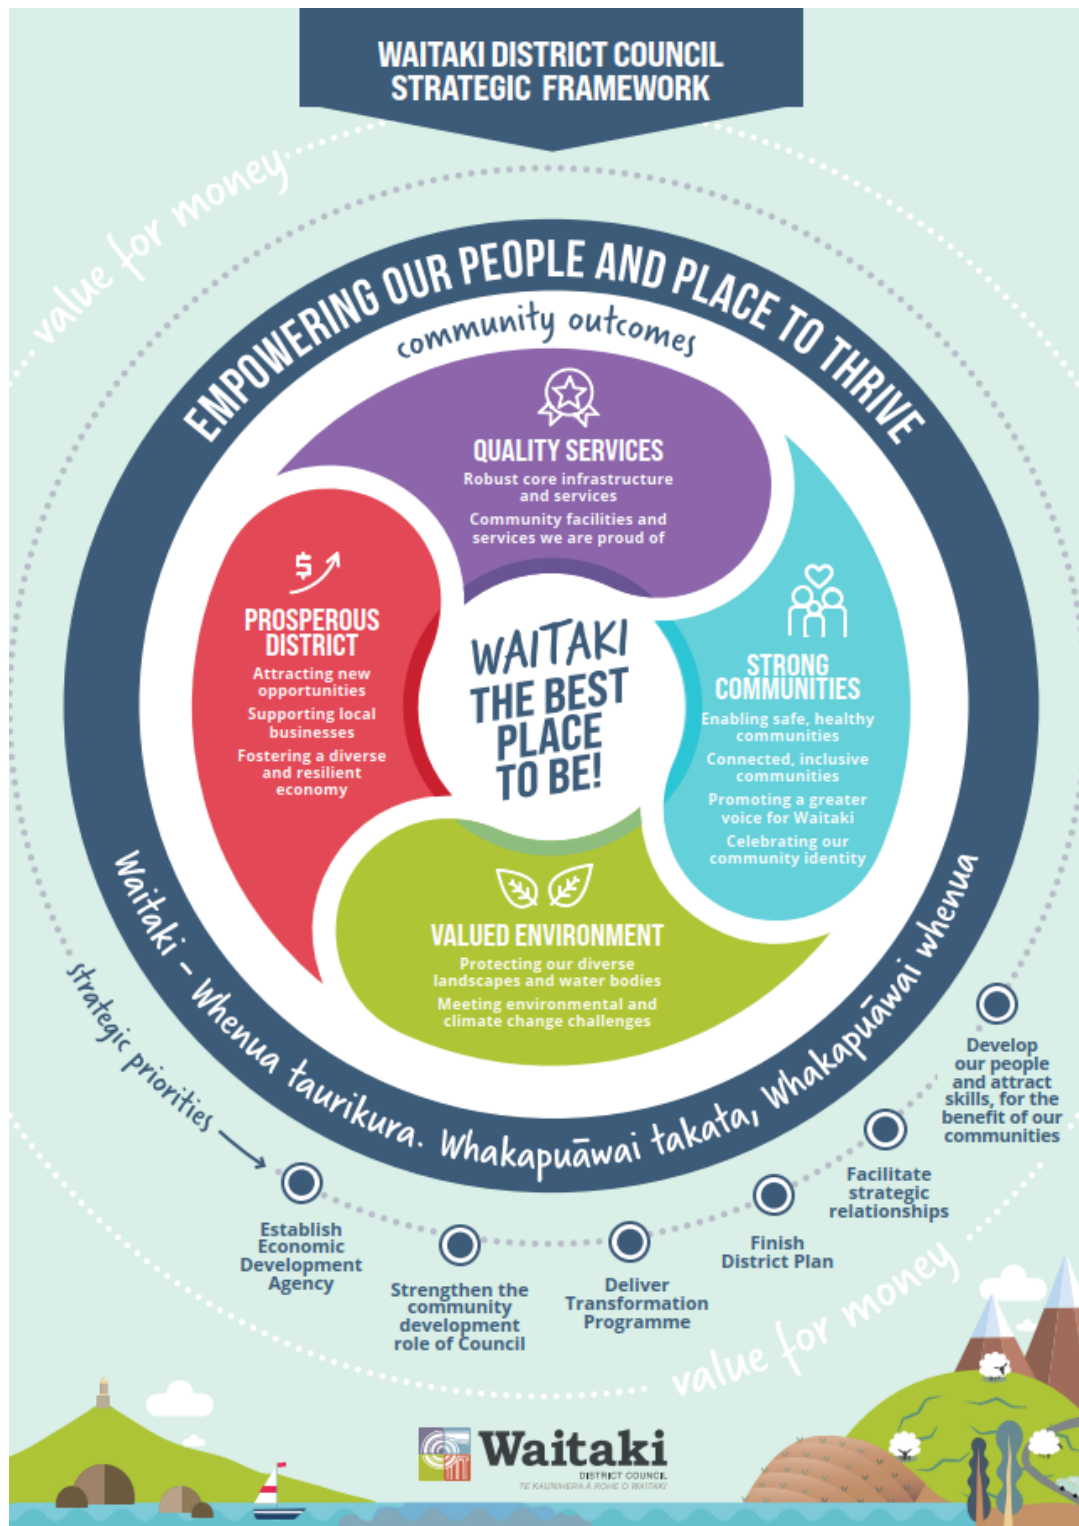 WAITAKI DISTRICT COUNCIL
STRATEGIC FRAMEWORK
value for money
EMPOWERING OUR PEOPLE AND PLACE TO THRIVE
community outcomes
QUALITY SERVICES
Robust core infrastructure
and services
Community facilities and
services we are proud of
PROSPEROUS
DISTRICT
Attracting new
opportunities
Supporting local
businesses
Fostering a diverse
and resilient
economy
WAITAKI
THE BEST
PLACE
TO BE!
STRONG
COMMUNITIES
Enabling safe, healthy
communities
Connected, inclusive
communities
Promoting a greater
voice for Waitaki
Celebrating our
community identity
VALUED ENVIRONMENT
Protecting our diverse
landscapes and water bodies
Meeting environmental and
climate change challenges
Waitaki - Whenua taurikura. Whakapuāwai takata, Whakapuāwai whenua
strategic priorities
Establish
Economic
Development
Agency
Strengthen the
community
development
role of Council
Deliver
Transformation
Programme
Finish
District Plan
Facilitate
strategic
relationships
Develop
our people
and attract
skills, for the
benefit of our
communities
value for money
Waitaki
DISTRICT COUNCIL
TE KAUNIHERA Ā ROHE O WAITAKI